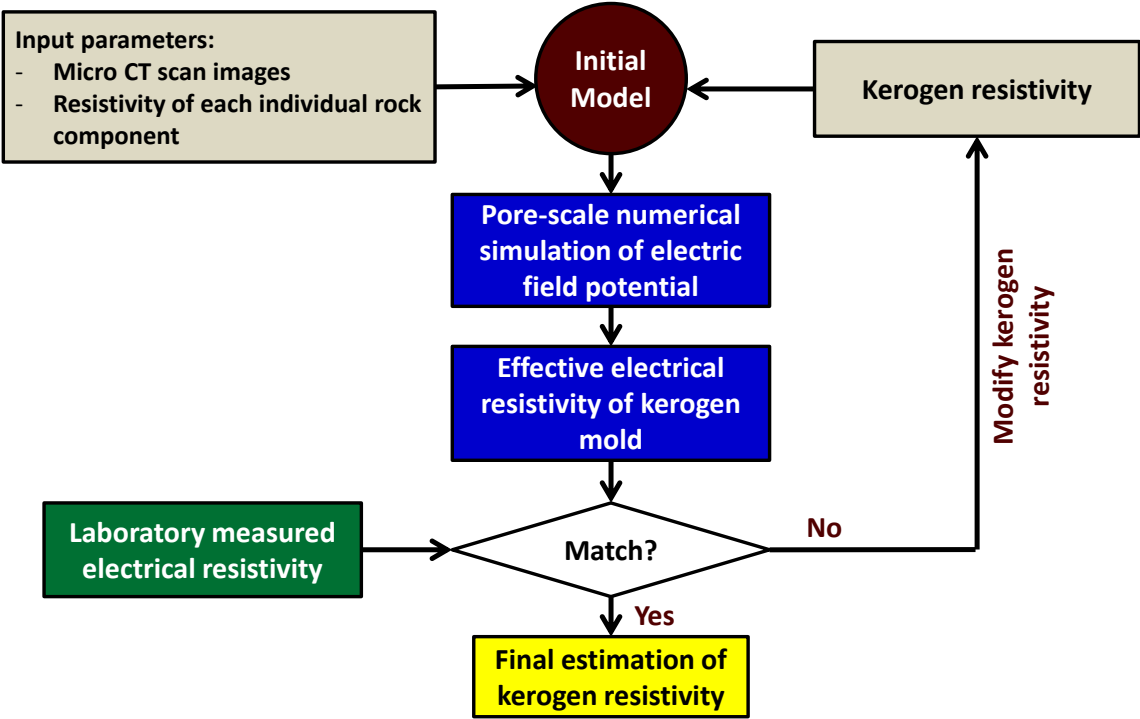 Input parameters:
- Micro CT scan images
- Resistivity of each individual rock
component
Initial
Model
Kerogen resistivity
Pore-scale numerical
simulation of electric
field potential
Effective electrical
resistivity of kerogen
mold
Modify kerogen
resistivity
Laboratory measured
electrical resistivity
Match?
No
Yes
Final estimation of
kerogen resistivity